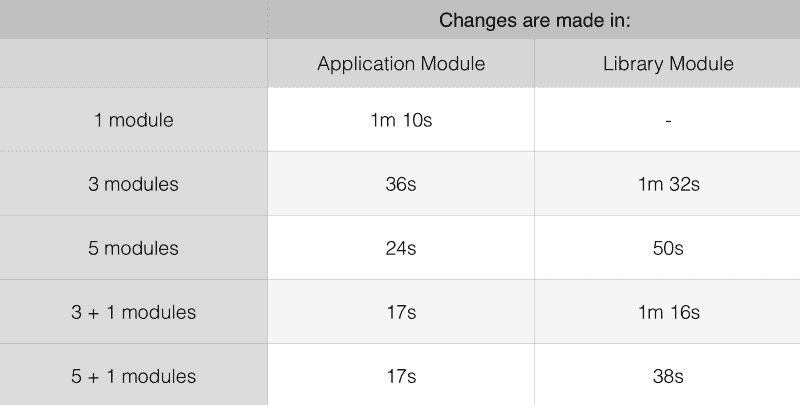 Changes are made in:
Application Module Library Module
1 module 1m 10s -
3 modules 36s 1m 32s
5 modules 24s 50s
3 + 1 modules 17s 1m 16s
5 + 1 modules 17s 38s